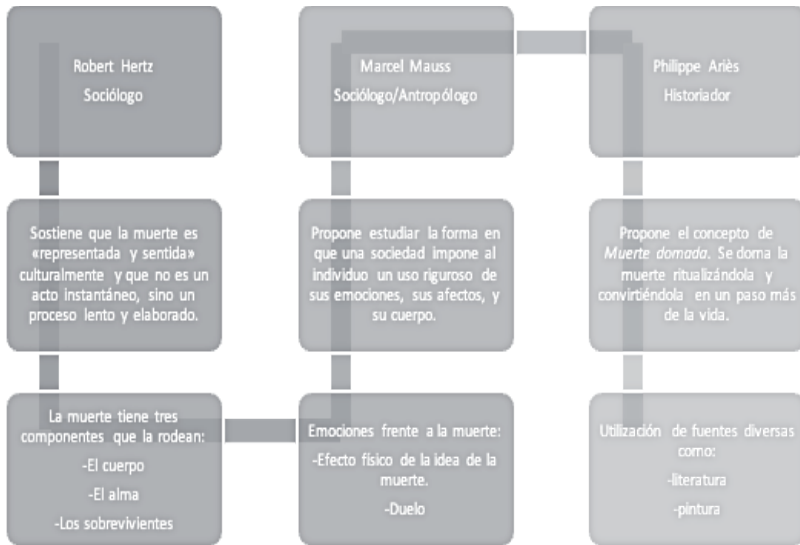 Robert Hertz
Sociólogo
Sostiene que la muerte es
«representada y sentida»
culturalmente y que no es un
acto instantáneo, sino un
proceso lento y elaborado.
La muerte tiene tres
componentes que la rodean:
-El cuerpo
-El alma
-Los sobrevivientes
Marcel Mauss
Sociólogo/Antropólogo
Propone estudiar la forma en
que una sociedad impone al
individuo un uso riguroso de
sus emociones, sus afectos, y
su cuerpo.
Emociones frente a la muerte:
-Efecto físico de la idea de la
muerte.
-Duelo
Philippe Ariès
Historiador
Propone el concepto de
Muerte domada. Se doma la
muerte ritualizándola y
convirtiéndola en un paso más
de la vida.
Utilización de fuentes diversas
como:
-literatura
-pintura